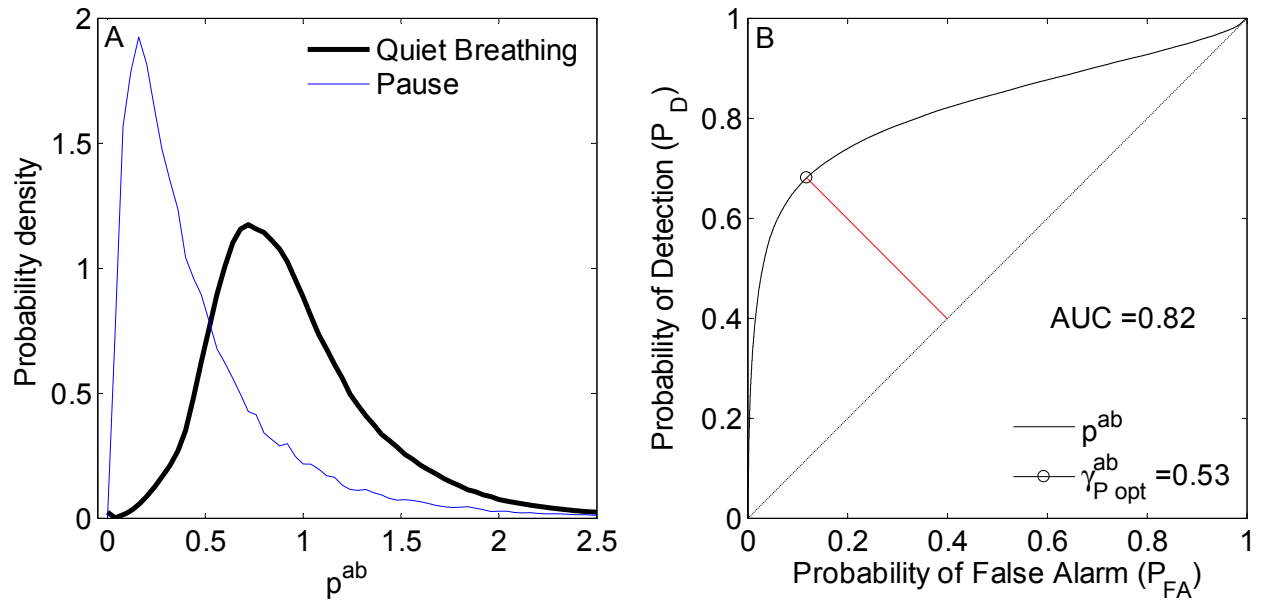 A
Quiet Breathing
Pause
Probability density
2
1.5
1
0.5
0
0
0.5
1
1.5
2
2.5
p^ab
B
Probability of Detection (P_D)
1
0.8
0.6
0.4
0.2
0
AUC =0.82
p^ab
γ^ab_P opt =0.53
0.2
0.4
0.6
0.8
1
Probability of False Alarm (P_FA)